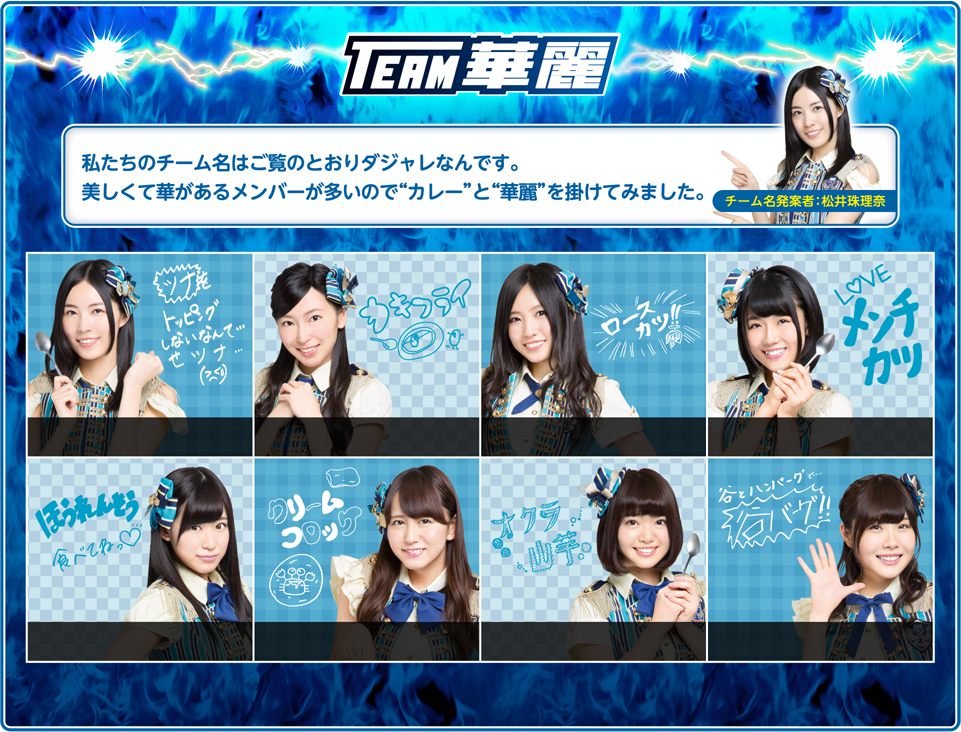 TEAM華麗
私たちのチーム名はご覧のとおりダジャレなんです。
美しくて華があるメンバーが多いので“カレー”と“華麗”を掛けてみました。
チーム名発案者:松井珠理奈
ツナ
トッピング
しないなんて…
せツナ…
カキフライ
ロース
カツ!!
LOVE
メンチ
カツ
ほうれんそう
食べてねっ♡
クリーム
コロッケ
オクラ
山芋
谷とハンバーグで…
谷バグ!!